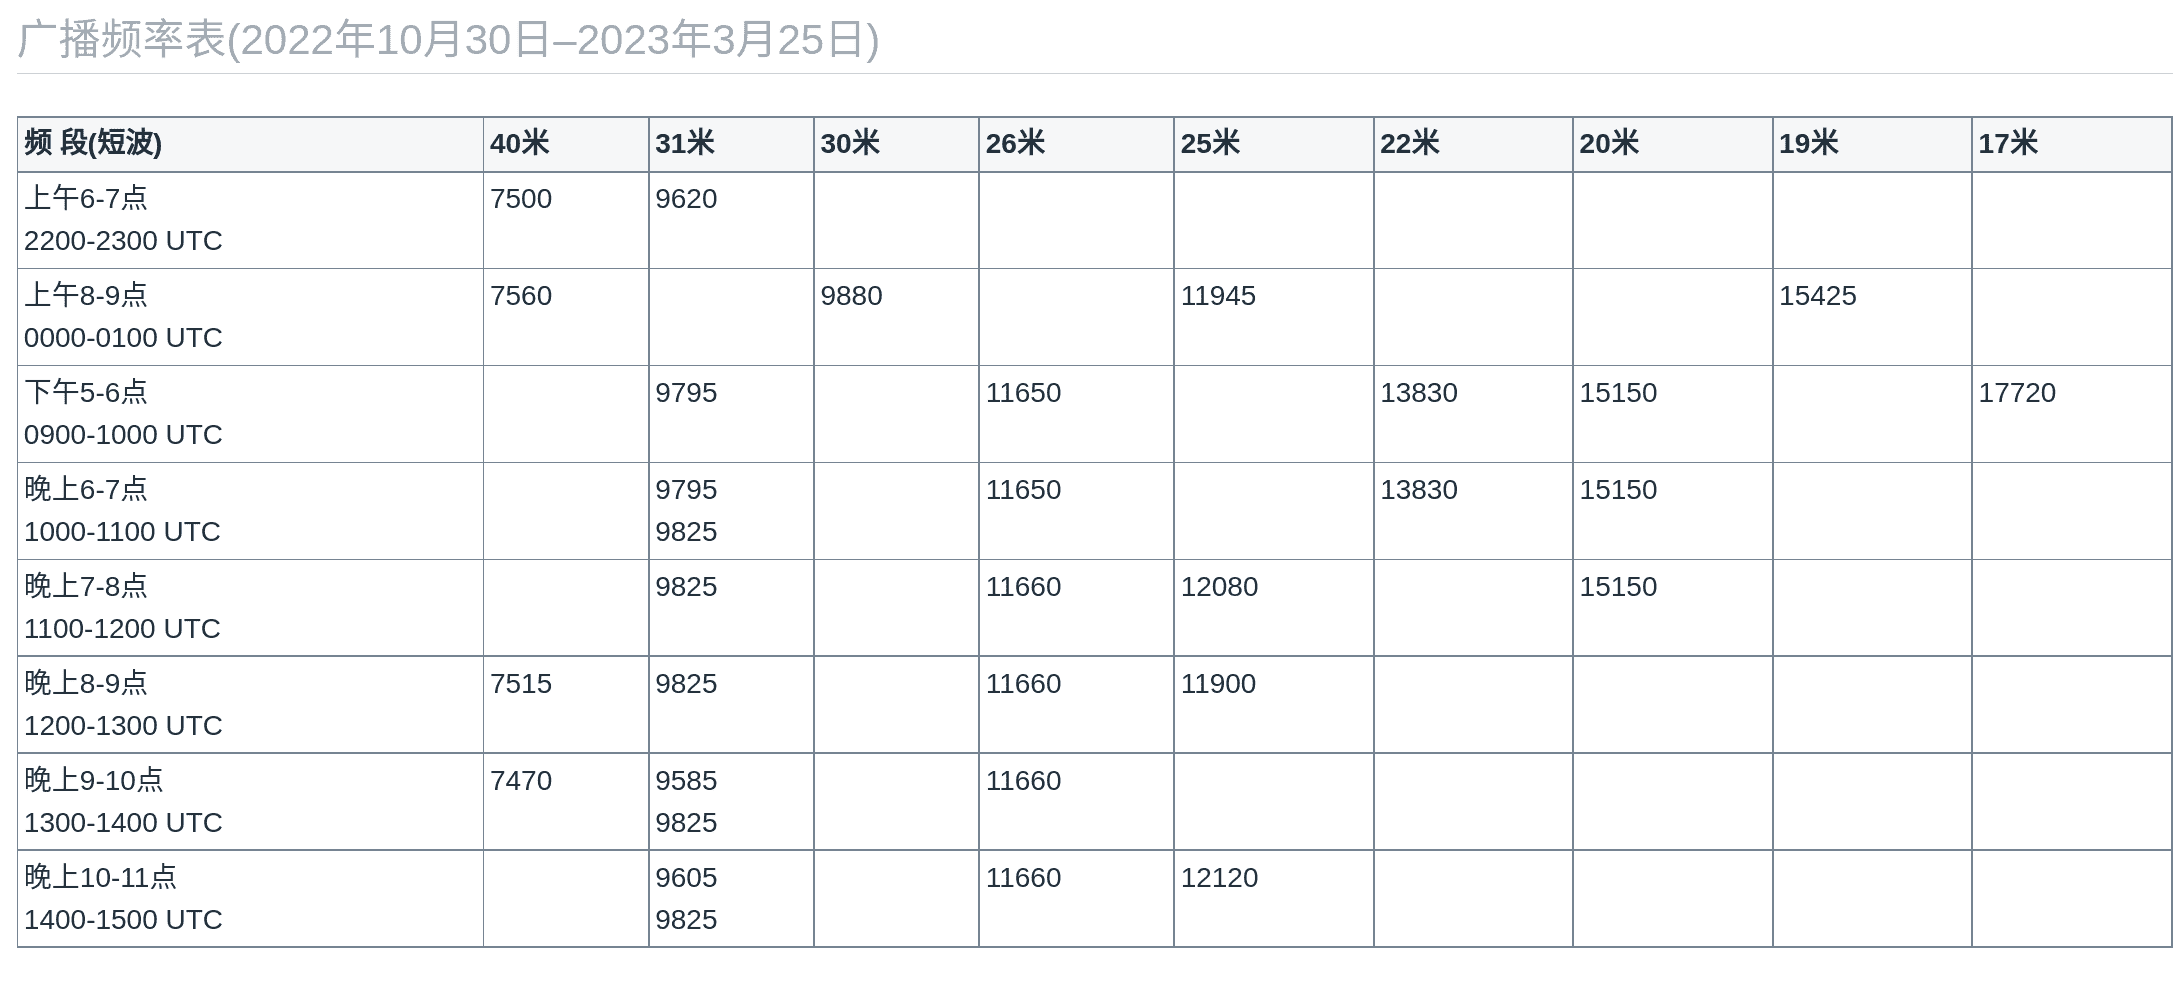 广播频率表(2022年10月30日–2023年3月25日)
频 段(短波) 40米 31米 30米 26米 25米 22米 20米 19米 17米
上午6-7点 7500 9620
2200-2300 UTC
上午8-9点 7560 9880 11945 15425
0000-0100 UTC
下午5-6点 9795 11650 13830 15150 17720
0900-1000 UTC
晚上6-7点 9795 11650 13830 15150
1000-1100 UTC 9825
晚上7-8点 9825 11660 12080 15150
1100-1200 UTC
晚上8-9点 7515 9825 11660 11900
1200-1300 UTC
晚上9-10点 7470 9585 11660
1300-1400 UTC 9825
晚上10-11点 9605 11660 12120
1400-1500 UTC 9825